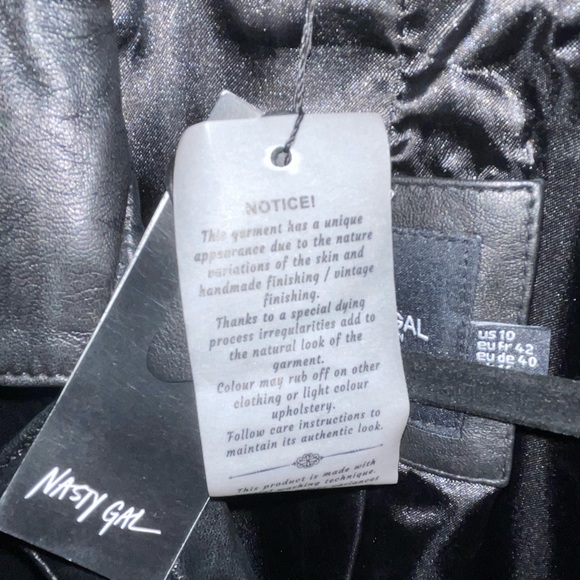 NOTICE!
This garment has a unique
appearance due to the nature
variations of the skin and
handmade finishing / vintage
finishing.
Thanks to a special dying
process irregularities add to
the natural look of the
garment.
Colour may rub off on other
clothing or light colour
upholstery.
Follow care instructions to
maintain its authentic look.
This product is made with
washing technique.
NASTY GAL
GAL
US 10
eu fr 42
eu de 40